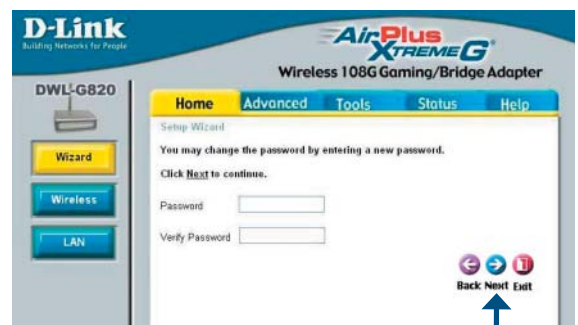 D-Link
Building Networks for People
AirPlus
XTREME G
Wireless 108G Gaming/Bridge Adapter
DWL-G820
Home Advanced Tools Status Help
Setup Wizard
You may change the password by entering a new password.
Wizard
Click Next to continue.
Wireless
Password
LAN
Verify Password
Back Next Exit